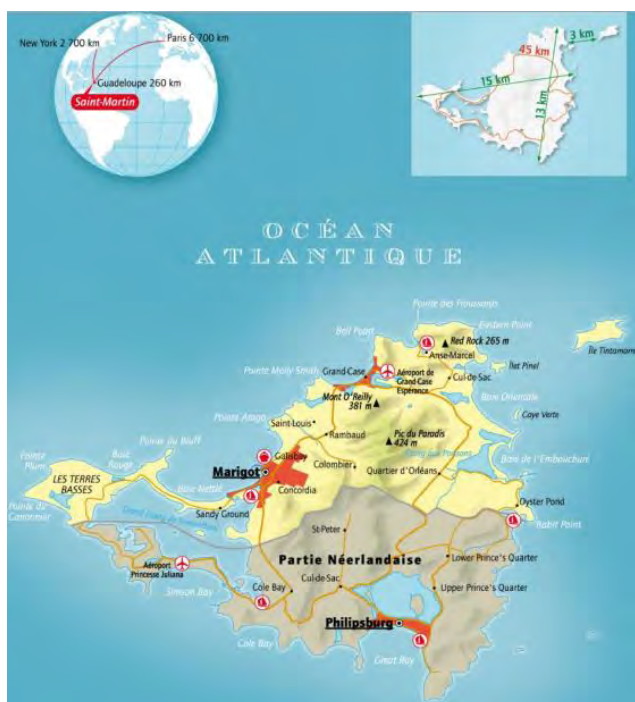 New York 2 700 km
Paris 6 700 km
Guadeloupe 260 km
Saint-Martin
3 km
45 km
15 km
13 km
OCÉAN
ATLANTIQUE
Eastern Point
Red Rock 265 m
Anse-Marcel
Île Tintamarre
Bell Point
Îlet Pinel
Grand-Case
Aéroport de
Grand-Case
Espérance
Cul-de-Sac
Pointe Molly Smith
Baie Orientale
Mont O'Reilly
381 m
Caye Verte
Pointe Arago
Saint-Louis
Rambaud
Pic du Paradis
424 m
Baie de l'Embouchure
Pointe du Bluff
Galisbay
Colombier
Quartier d'Orléans
Marigot
Baie
Rouge
Pointe
Plum
LES TERRES
BASSES
Baie Nettlé
Concordia
Oyster Pond
Pointe du
Canonnier
Sandy Ground
Babit Point
St-Peter
Partie Néerlandaise
Lower Prince's Quarter
Aéroport
Princesse Juliana
Cul-de-Sac
Simson Bay
Cole Bay
Upper Prince's Quarter
Philipsburg
Cole Bay
Great Bay